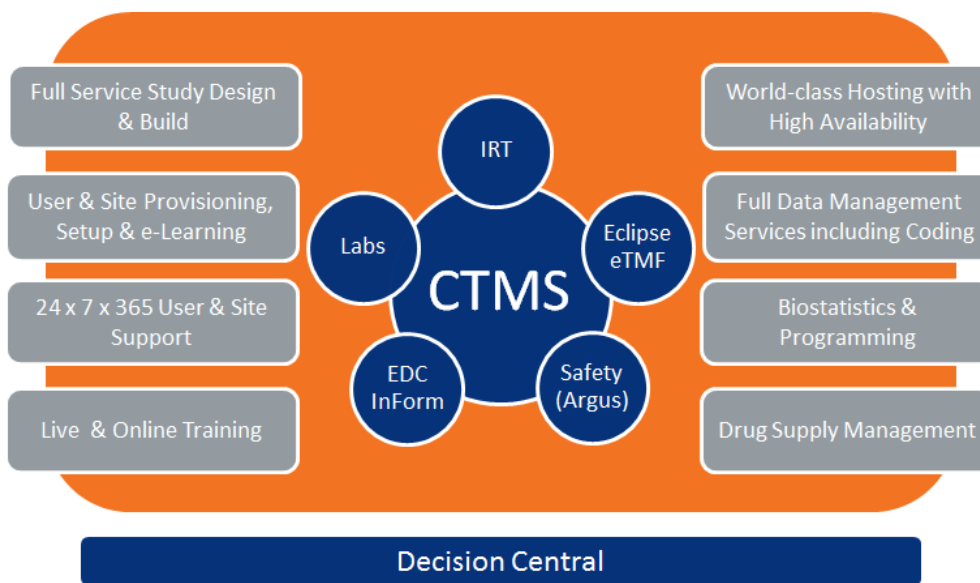 Full Service Study Design
& Build
User & Site Provisioning,
Setup & e-Learning
24 x 7 x 365 User & Site
Support
Live & Online Training
IRT
Labs
Eclipse
eTMF
CTMS
EDC
InForm
Safety
(Argus)
World-class Hosting with
High Availability
Full Data Management
Services including Coding
Biostatistics &
Programming
Drug Supply Management
Decision Central